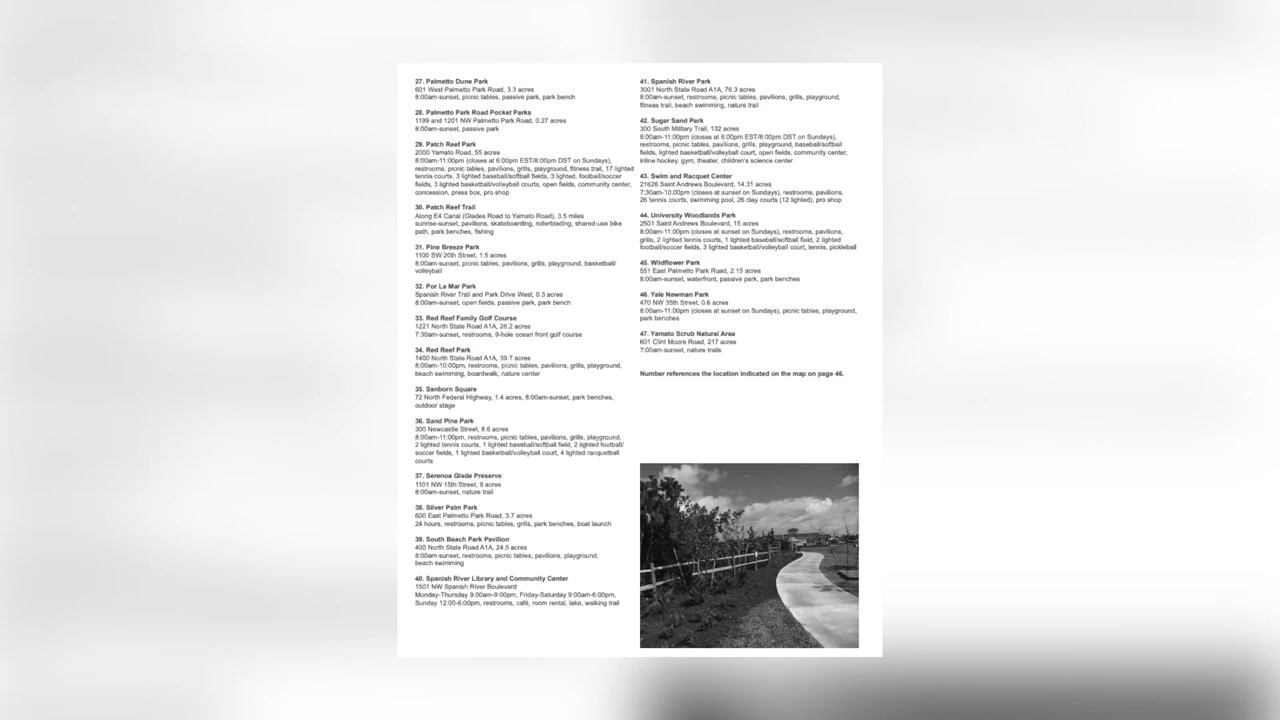 27. Palmetto Dune Park
601 West Palmetto Park Road, 3.3 acres
8:00am-sunset, picnic tables, passive park, park bench
28. Palmetto Park Road Pocket Parks
1199 and 1201 NW Palmetto Park Road, 0.27 acres
8:00am-sunset, passive park
29. Patch Reef Park
2000 Yamato Road, 55 acres
8:00am-11:00pm (closes at 6:00pm EST/8:00pm DST on Sundays),
restrooms, picnic tables, pavilions, grills, playground, fitness trail, 17 lighted
tennis courts, 3 lighted baseball/softball fields, 3 lighted, football/soccer
fields, 3 lighted basketball/volleyball courts, open fields, community center,
concession, press box, pro shop
30. Patch Reef Trail
Along E4 Canal (Glades Road to Yamato Road), 3.5 miles
sunrise-sunset, pavilions, skateboarding, rollerblading, shared-use bike
path, park benches, fishing
31. Pine Breeze Park
1100 SW 20th Street, 1.5 acres
8:00am-sunset, picnic tables, pavilions, grills, playground, basketball/
volleyball
32. Por La Mar Park
Spanish River Trail and Park Drive West, 0.3 acres
8:00am-sunset, open fields, passive park, park bench
33. Red Reef Family Golf Course
1221 North State Road A1A, 26.2 acres
7:30am-sunset, restrooms, 9-hole ocean front golf course
34. Red Reef Park
1400 North State Road A1A, 39.7 acres
8:00am-10:00pm, restrooms, picnic tables, pavilions, grills, playground,
beach swimming, boardwalk, nature center
35. Sanborn Square
72 North Federal Highway, 1.4 acres, 8:00am-sunset, park benches,
outdoor stage
36. Sand Pine Park
300 Newcastle Street, 8.6 acres
8:00am-11:00pm, restrooms, picnic tables, pavilions, grills, playground,
2 lighted tennis courts, 1 lighted baseball/softball field, 2 lighted football/
soccer fields, 1 lighted basketball/volleyball court, 4 lighted racquetball
courts
37. Serenoa Glade Preserve
1101 NW 15th Street, 9 acres
8:00am-sunset, nature trail
38. Silver Palm Park
600 East Palmetto Park Road, 3.7 acres
24 hours, restrooms, picnic tables, grills, park benches, boat launch
39. South Beach Park Pavilion
400 North State Road A1A, 24.5 acres
8:00am-sunset, restrooms, picnic tables, pavilions, playground,
beach swimming
40. Spanish River Library and Community Center
1501 NW Spanish River Boulevard
Monday-Thursday 9:00am-9:00pm, Friday-Saturday 9:00am-6:00pm,
Sunday 12:00-6:00pm, restrooms, café, room rental, lake, walking trail
41. Spanish River Park
3001 North State Road A1A, 76.3 acres
8:00am-sunset, restrooms, picnic tables, pavilions, grills, playground,
fitness trail, beach swimming, nature trail
42. Sugar Sand Park
300 South Military Trail, 132 acres
8:00am-11:00pm (closes at 6:00pm EST/8:00pm DST on Sundays),
restrooms, picnic tables, pavilions, grills, playground, baseball/softball
fields, lighted basketball/volleyball court, open fields, community center,
inline hockey, gym, theater, children's science center
43. Swim and Racquet Center
21626 Saint Andrews Boulevard, 14.31 acres
7:30am-10:00pm (closes at sunset on Sundays), restrooms, pavilions,
26 tennis courts, swimming pool, 26 clay courts (12 lighted), pro shop
44. University Woodlands Park
2501 Saint Andrews Boulevard, 15 acres
8:00am-11:00pm (closes at sunset on Sundays), restrooms, pavilions,
grills, 2 lighted tennis courts, 1 lighted baseball/softball field, 2 lighted
football/soccer fields, 3 lighted basketball/volleyball court, tennis, pickleball
45. Wildflower Park
551 East Palmetto Park Road, 2.15 acres
8:00am-sunset, waterfront, passive park, park benches
46. Yale Newman Park
470 NW 35th Street, 0.6 acres
8:00am-11:00pm (closes at sunset on Sundays), picnic tables, playground,
park benches
47. Yamato Scrub Natural Area
601 Clint Moore Road, 217 acres
7:00am-sunset, nature trails
Number references the location indicated on the map on page 46.